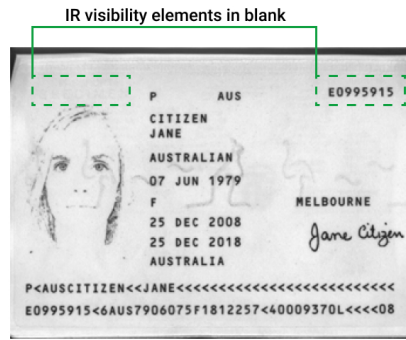 IR visibility elements in blank
P AUS E0995915
CITIZEN
JANE
AUSTRALIAN
07 JUN 1979
F MELBOURNE
25 DEC 2008
25 DEC 2018 Jane Citizen
AUSTRALIA
P<AUSCITIZEN<<JANE<<<<<<<<<<<<<<<<<<<<<<<<<<
E0995915<6AUS7906075F1812257<40009370L<<<<08